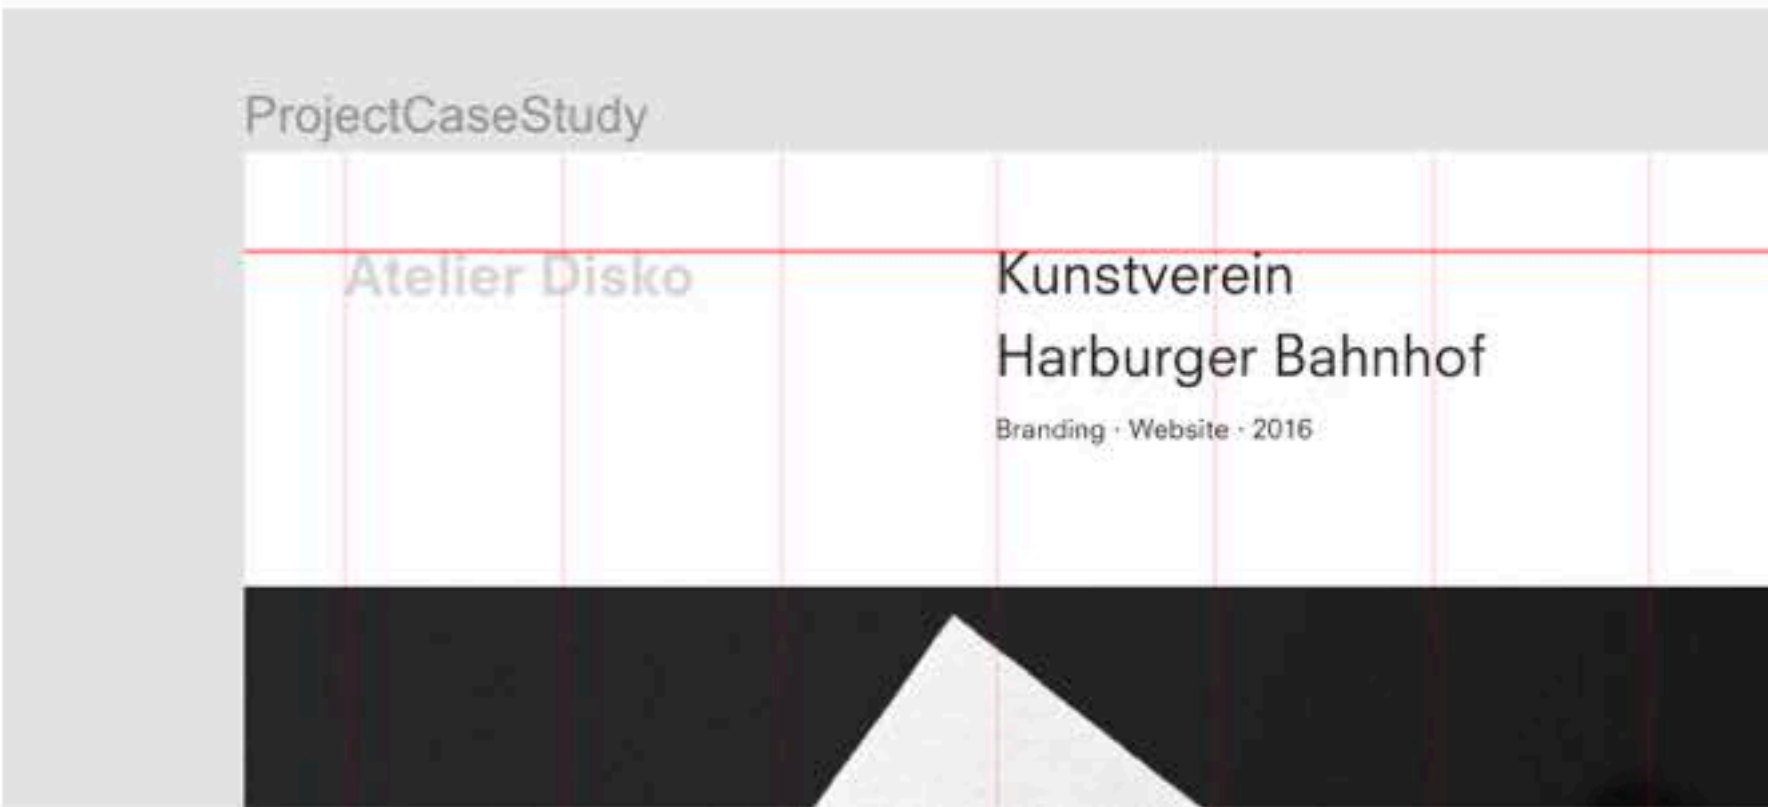 ProjectCaseStudy
Atelier Disko
Kunstverein
Harburger Bahnhof
Branding · Website · 2016